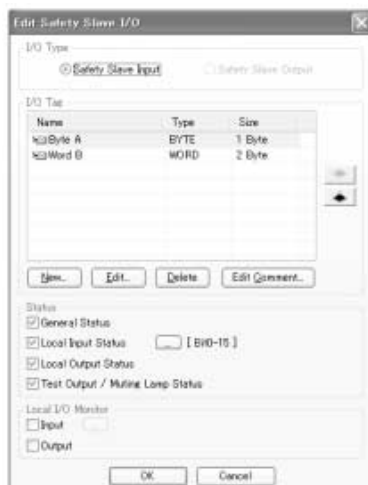 Edit Safety Slave I/O
I/O Type
Safety Slave Input Safety Slave Output
I/O Tag
Name Type Size
Byte A BYTE 1 Byte
Word B WORD 2 Byte
New... Edit... Delete Edit Comment...
Status
General Status
Local Input Status ... [ Bit0-15 ]
Local Output Status
Test Output / Muting Lamp Status
Local I/O Monitor
Input
Output
OK Cancel